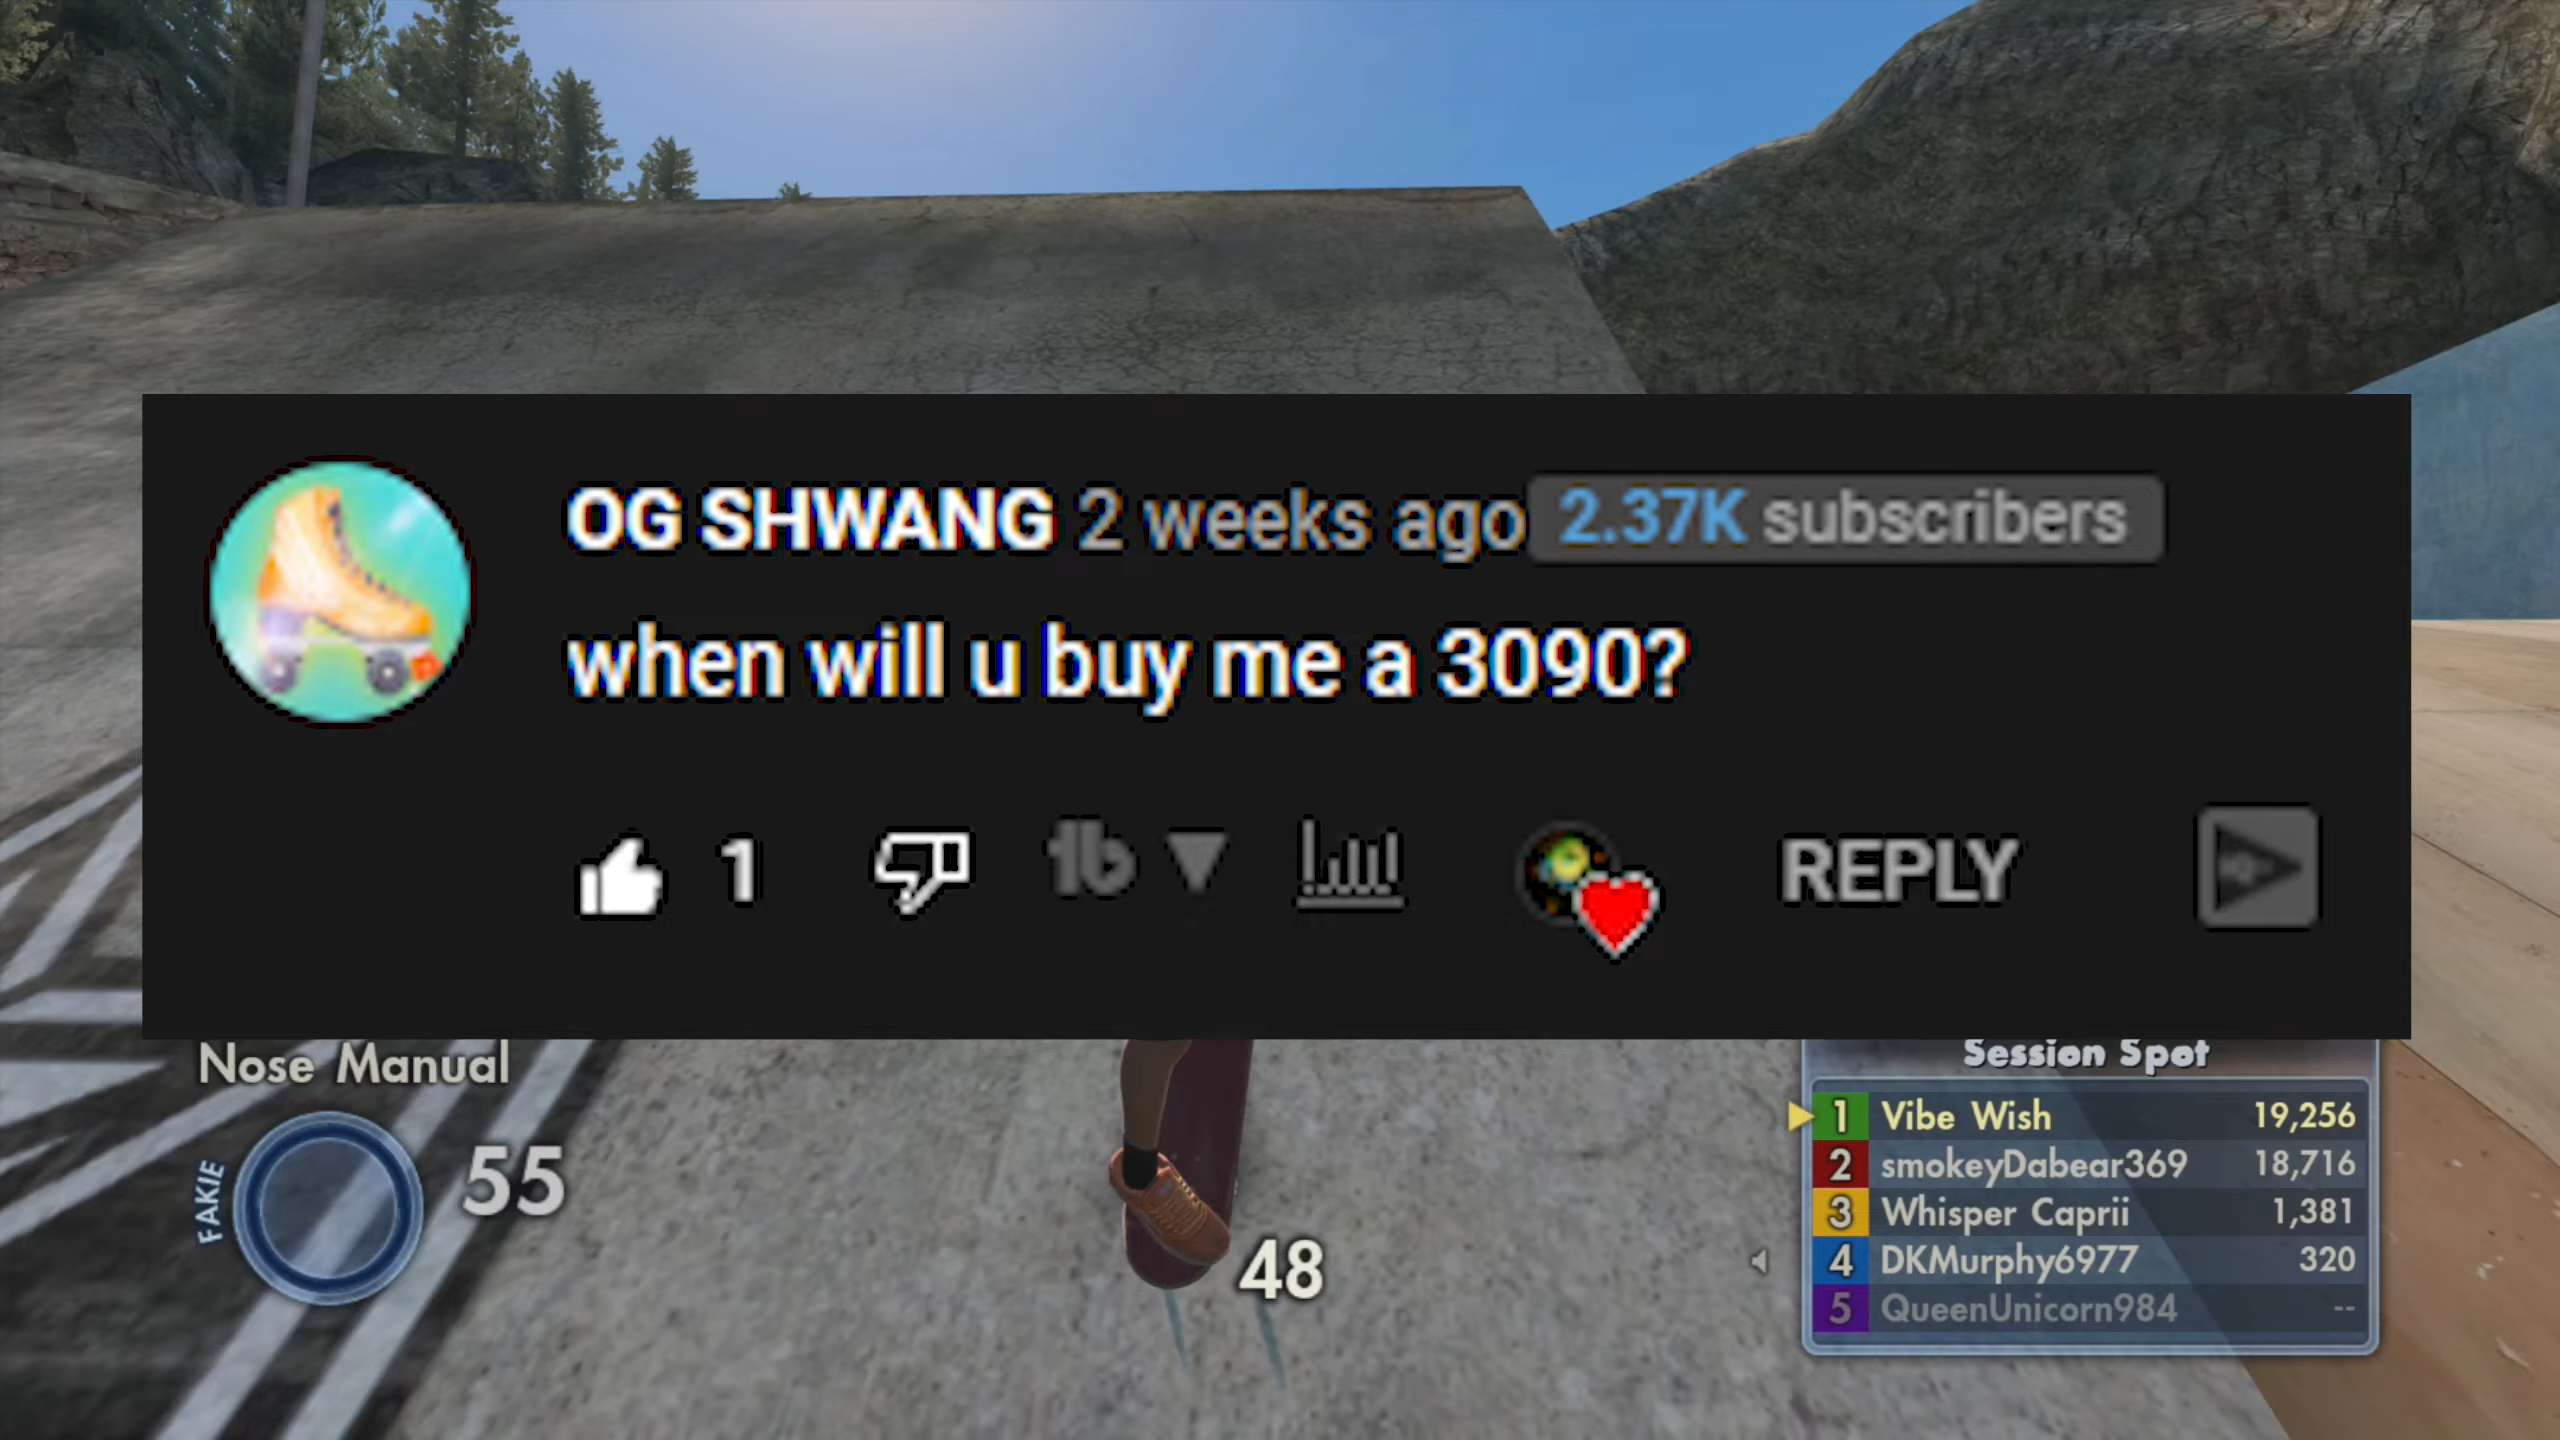 OG SHWANG 2 weeks ago 2.37K subscribers
when will u buy me a 3090?
1 REPLY
Nose Manual
FAKIE
55
48
Session Spot
1 Vibe Wish 19,256
2 smokeyDabear369 18,716
3 Whisper Caprii 1,381
4 DKMurphy6977 320
5 QueenUnicorn984 --